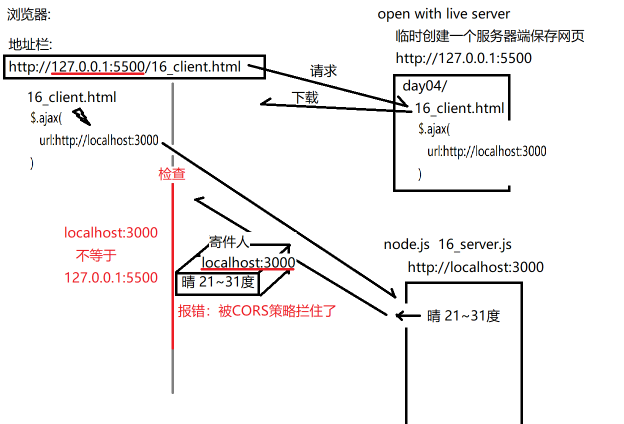 浏览器:
地址栏:
http://127.0.0.1:5500/16_client.html
16_client.html
$.ajax(
url:http://localhost:3000
)
请求
下载
open with live server
临时创建一个服务器端保存网页
http://127.0.0.1:5500
day04/
16_client.html
$.ajax(
url:http://localhost:3000
)
检查
localhost:3000
不等于
127.0.0.1:5500
寄件人
localhost:3000
晴 21~31度
报错：被CORS策略拦住了
node.js 16_server.js
http://localhost:3000
晴 21~31度